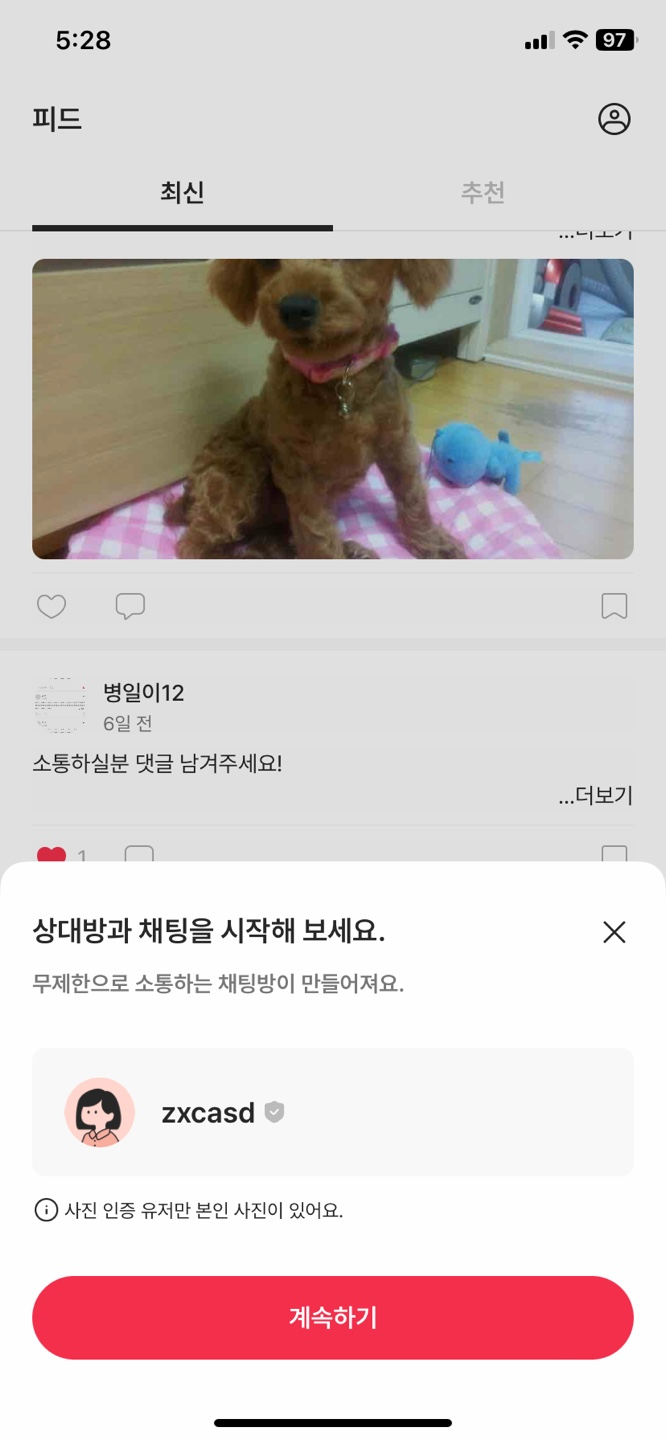 5:28
97
피드
최신
추천
...더보기
병일이12
6일 전
소통하실분 댓글 남겨주세요!
...더보기
1
상대방과 채팅을 시작해 보세요.
무제한으로 소통하는 채팅방이 만들어져요.
zxcasd
사진 인증 유저만 본인 사진이 있어요.
계속하기